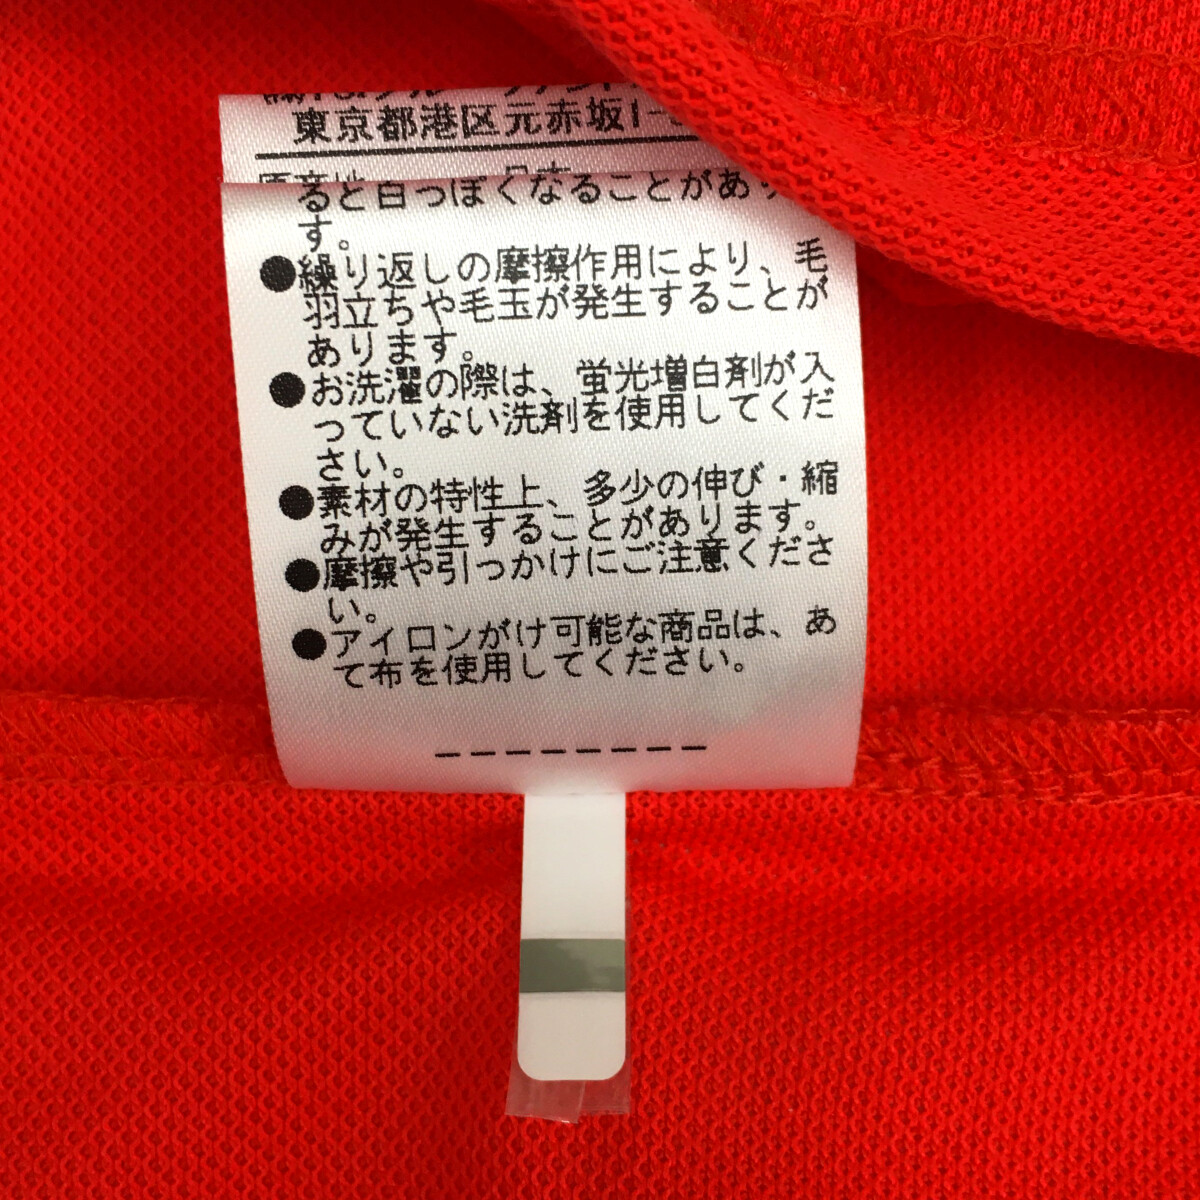 東京都港区元赤坂1-
ると白っぽくなることがあ
す。
●繰り返しの摩擦作用により、毛
羽立ちや毛玉が発生することが
あります。
●お洗濯の際は、蛍光増白剤が入
っていない洗剤を使用してくだ
さい。
●素材の特性上、多少の伸び・縮
みが発生することがあります。
●摩擦や引っかけにご注意くださ
い。
●アイロンがけ可能な商品は、あ
て布を使用してください。
--------